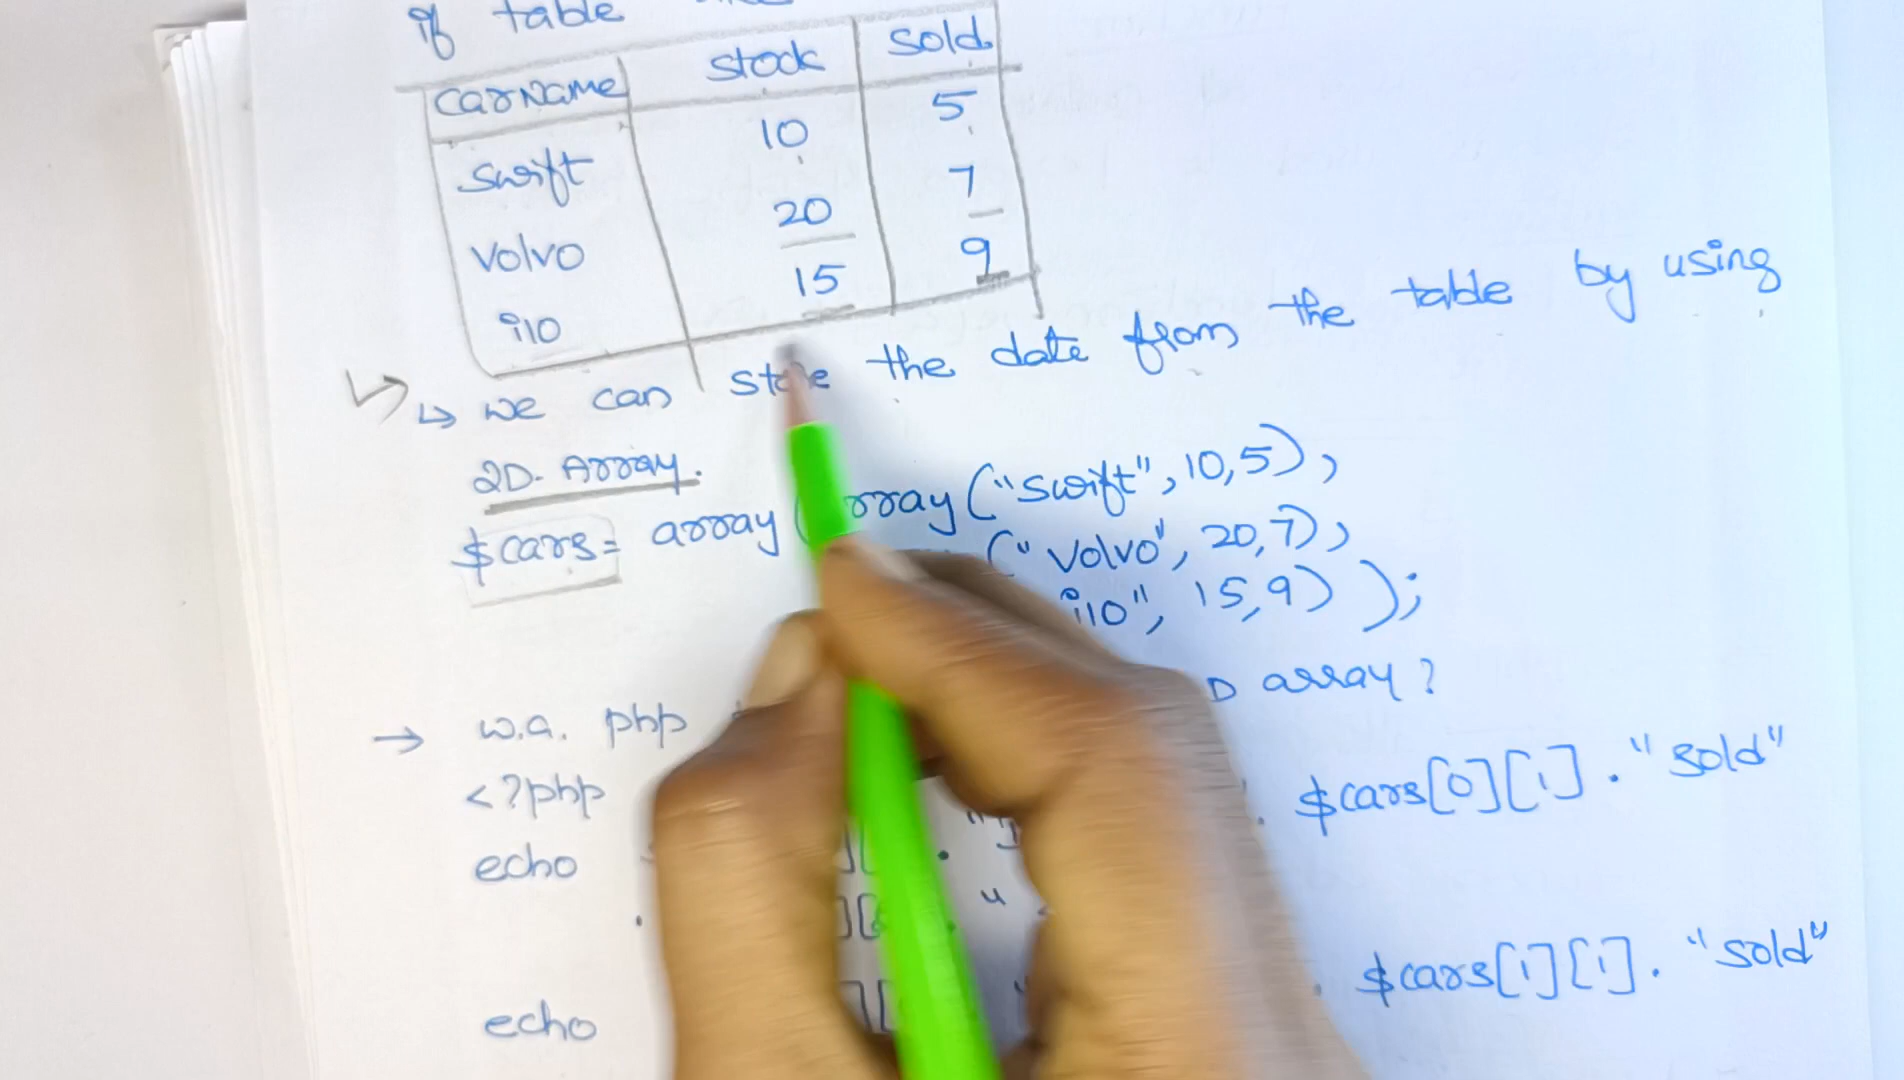 of table
CarName stock sold
swift 10 5
volvo 20 7
i10 15 9
↳ we can store the date from the table by using
2D. Array.
$cars = array (array ("swift", 10,5),
("volvo", 20,7),
"i10", 15,9) );
→ w.a. php D array?
<?php
echo . $cars[0][1] . "sold"
echo . $cars[1][1] . "sold"